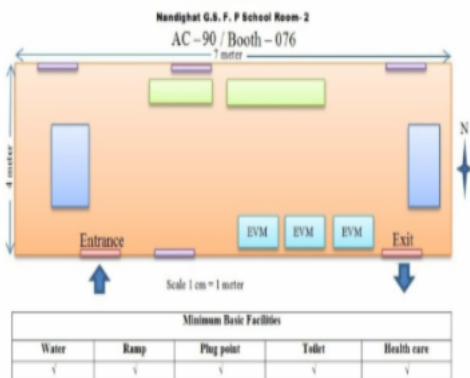 Nandighat G.S. F. P School Room- 2
AC – 90 / Booth – 076
7 meter
4 meter
N
EVM EVM EVM
Entrance Exit
Scale 1 cm = 1 meter
Minimum Basic Facilities
Water Ramp Plug point Toilet Health care
√ √ √ √ √